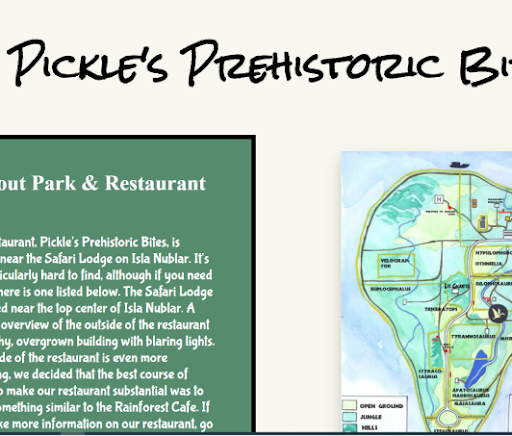 Pickle's Prehistoric Bi
out Park & Restaurant
taurant, Pickle's Prehistoric Bites, is
near the Safari Lodge on Isla Nublar. It's
icularly hard to find, although if you need
here is one listed below. The Safari Lodge
ed near the top center of Isla Nublar. A
overview of the outside of the restaurant
hy, overgrown building with blaring lights.
de of the restaurant is even more
ng, we decided that the best course of
o make our restaurant substantial was to
omething similar to the Rainforest Cafe. If
ke more information on our restaurant, go
H
VELOCIRAPTOR
HYPSILOPHODO
OTHNIELIA
EUPLOCEPHALUS
DILOPHOSAURUS
TRICERATOPS
TYRANNOSAURUS
APATOSAURUS
HADROSAURUS
MAIASAURA
OPEN GROUND
JUNGLE
HILLS